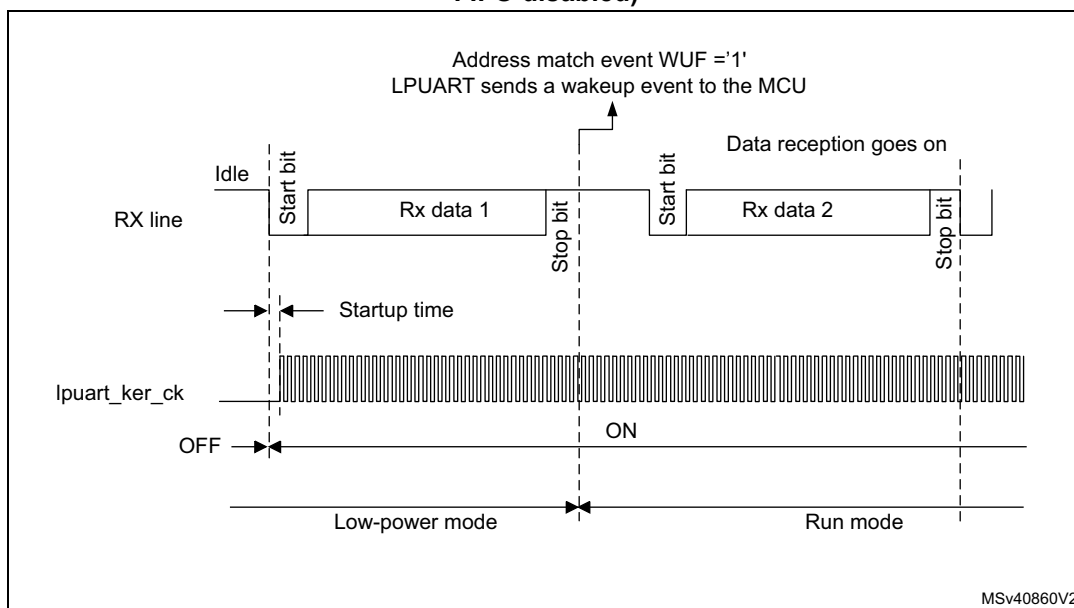 Address match event WUF ='1'
LPUART sends a wakeup event to the MCU
Data reception goes on
Idle
Start bit
Start bit
RX line
Rx data 1
Rx data 2
Stop bit
Stop bit
Startup time
lpuart_ker_ck
ON
OFF
Low-power mode
Run mode
MSv40860V2